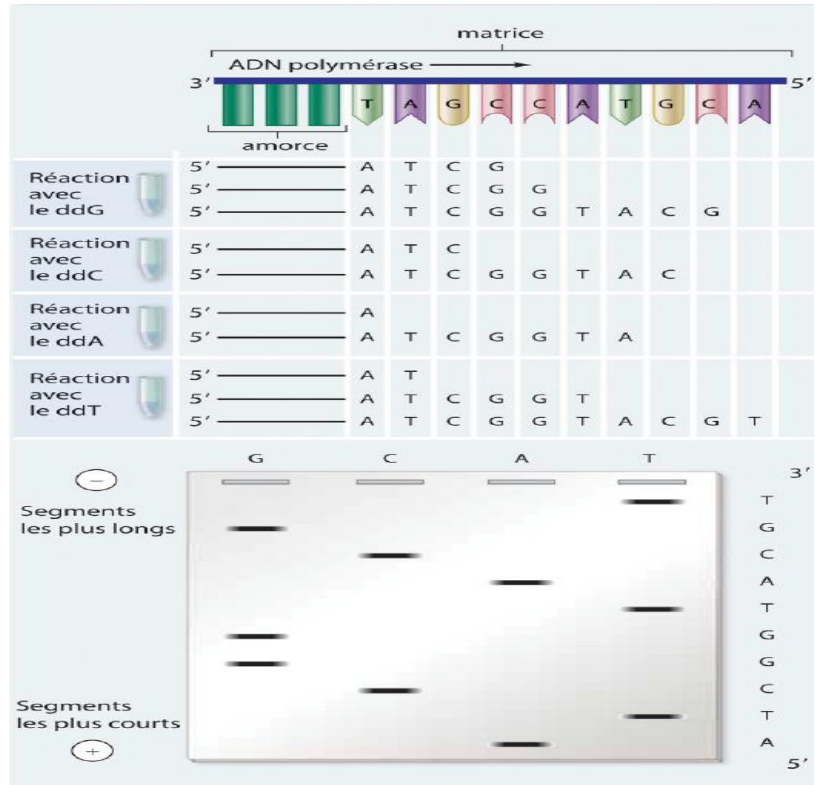 matrice
ADN polymérase
3′ 5′
T A G C C A T G C A
amorce
Réaction avec le ddG
5′ A T C G
5′ A T C G G
5′ A T C G G T A C G
Réaction avec le ddC
5′ A T C
5′ A T C G G T A C
Réaction avec le ddA
5′ A
5′ A T C G G T A
Réaction avec le ddT
5′ A T
5′ A T C G G T
5′ A T C G G T A C G T
G C A T
−
Segments
les plus longs
3′
T
G
C
A
T
G
G
C
T
A
5′
Segments
les plus courts
+